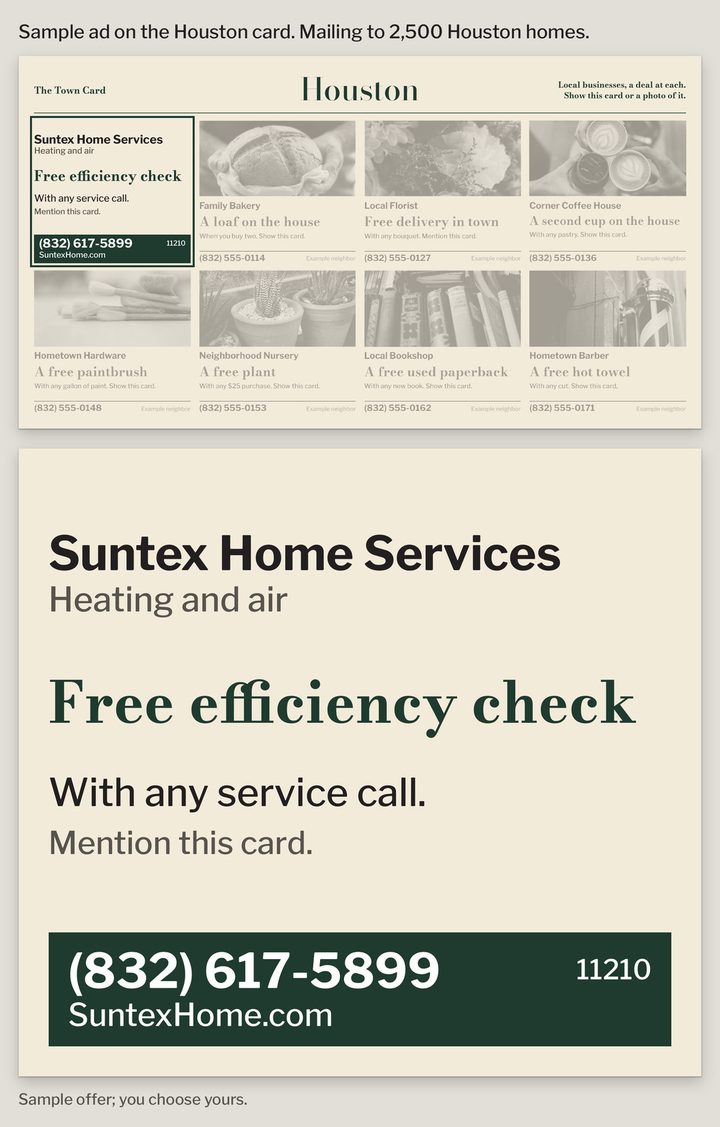 Sample ad on the Houston card. Mailing to 2,500 Houston homes.
The Town Card
Houston
Local businesses, a deal at each.
Show this card or a photo of it.
Suntex Home Services
Heating and air
Free efficiency check
With any service call.
Mention this card.
(832) 617-5899
11210
SuntexHome.com
Family Bakery
A loaf on the house
When you buy two. Show this card.
(832) 555-0114
Example neighbor
Local Florist
Free delivery in town
With any bouquet. Mention this card.
(832) 555-0127
Example neighbor
Corner Coffee House
A second cup on the house
With any pastry. Show this card.
(832) 555-0136
Example neighbor
Hometown Hardware
A free paintbrush
With any gallon of paint. Show this card.
(832) 555-0148
Example neighbor
Neighborhood Nursery
A free plant
With any $25 purchase. Show this card.
(832) 555-0153
Example neighbor
Local Bookshop
A free used paperback
With any new book. Show this card.
(832) 555-0162
Example neighbor
Hometown Barber
A free hot towel
With any cut. Show this card.
(832) 555-0171
Example neighbor
Suntex Home Services
Heating and air
Free efficiency check
With any service call.
Mention this card.
(832) 617-5899
11210
SuntexHome.com
Sample offer; you choose yours.